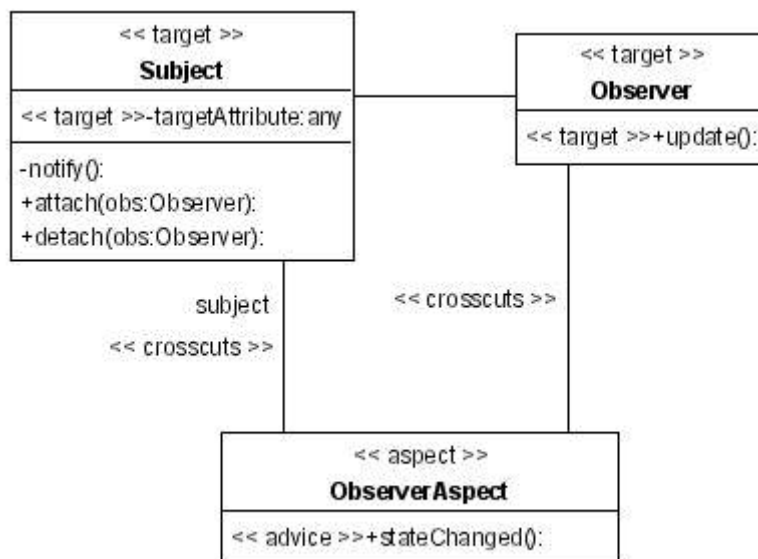 << target >>
Subject
<< target >>-targetAttribute:any
-notify():
+attach(obs:Observer):
+detach(obs:Observer):
<< target >>
Observer
<< target >>+update():
subject
<< crosscuts >>
<< crosscuts >>
<< aspect >>
ObserverAspect
<< advice >>+stateChanged():